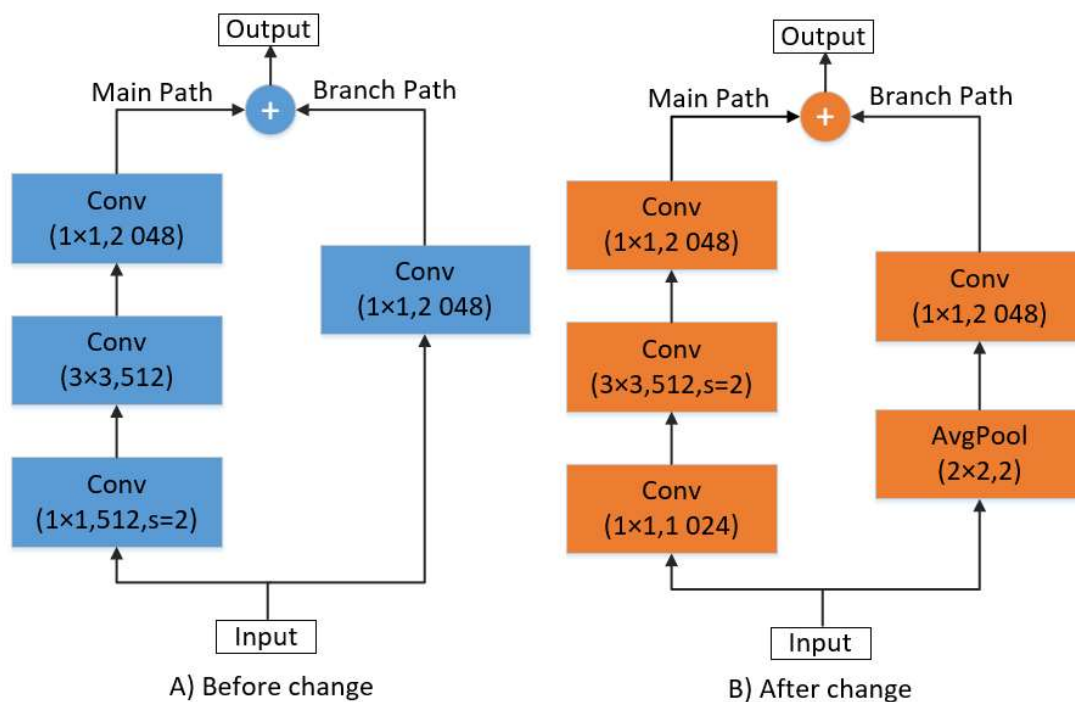 Output
Main Path
Branch Path
+
Conv
(1×1,2 048)
Conv
(3×3,512)
Conv
(1×1,512,s=2)
Conv
(1×1,2 048)
Input
A) Before change
Output
Main Path
Branch Path
+
Conv
(1×1,2 048)
Conv
(3×3,512,s=2)
Conv
(1×1,1 024)
Conv
(1×1,2 048)
AvgPool
(2×2,2)
Input
B) After change